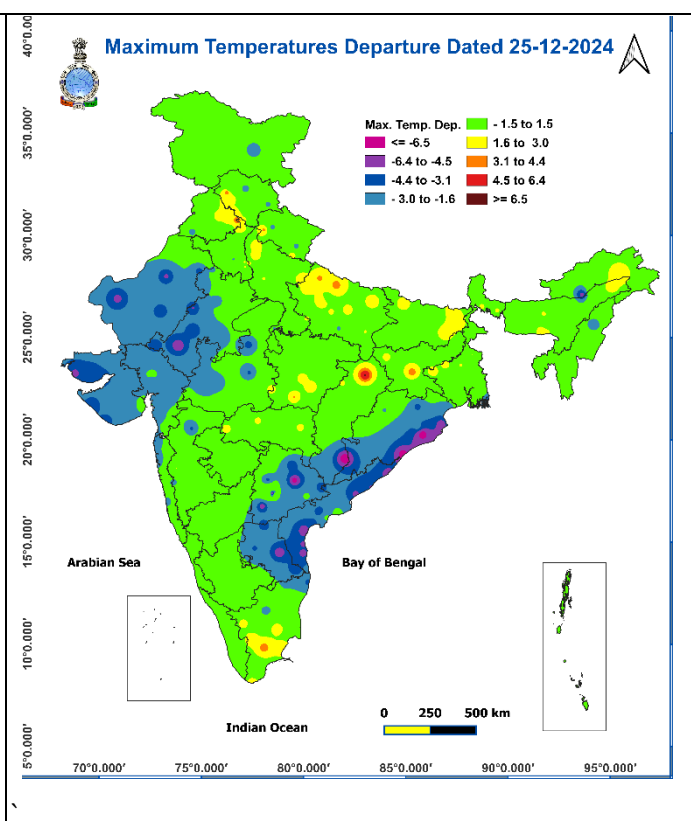 Maximum Temperatures Departure Dated 25-12-2024
Max. Temp. Dep.
<= -6.5
-6.4 to -4.5
-4.4 to -3.1
- 3.0 to -1.6
- 1.5 to 1.5
1.6 to 3.0
3.1 to 4.4
4.5 to 6.4
>= 6.5
40°0.000'
35°0.000'
30°0.000'
25°0.000'
20°0.000'
15°0.000'
10°0.000'
5°0.000'
Arabian Sea
Bay of Bengal
Indian Ocean
0 250 500 km
70°0.000' 75°0.000' 80°0.000' 85°0.000' 90°0.000' 95°0.000'
`